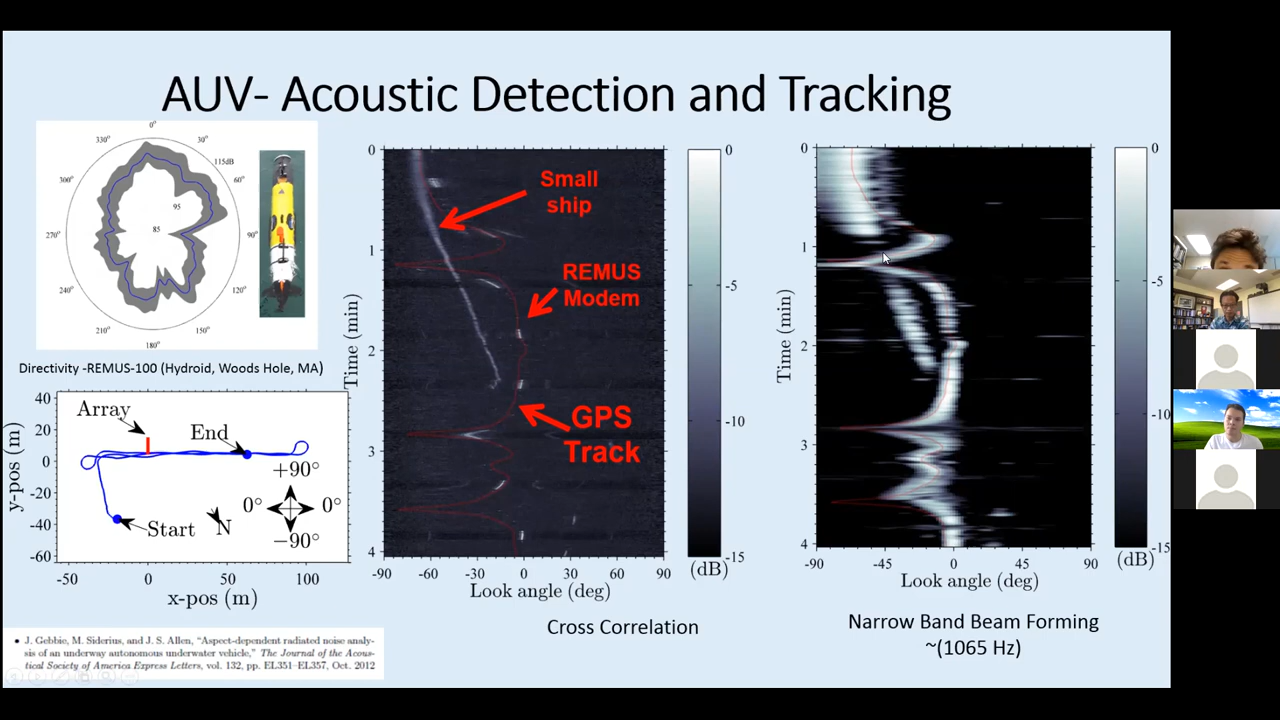 AUV- Acoustic Detection and Tracking
0°
30°
60°
90°
120°
150°
180°
210°
240°
270°
300°
330°
115dB
95
85
Directivity -REMUS-100 (Hydroid, Woods Hole, MA)
Array
End
Start
N
+90°
0°
0°
−90°
40
20
0
-20
-40
-60
y-pos (m)
-50
0
50
100
x-pos (m)
J. Gebbie, M. Siderius, and J. S. Allen, “Aspect-dependent radiated noise analy-
sis of an underway autonomous underwater vehicle,” The Journal of the Acous-
tical Society of America Express Letters, vol. 132, pp. EL351–EL357, Oct. 2012
Small
ship
REMUS
Modem
GPS
Track
0
1
2
3
4
Time (min)
-90
-60
-30
0
30
60
90
Look angle (deg)
0
-5
-10
-15
(dB)
Cross Correlation
0
1
2
3
4
Time (min)
-90
-45
0
45
90
Look angle (deg)
0
-5
-10
-15
(dB)
Narrow Band Beam Forming
~(1065 Hz)